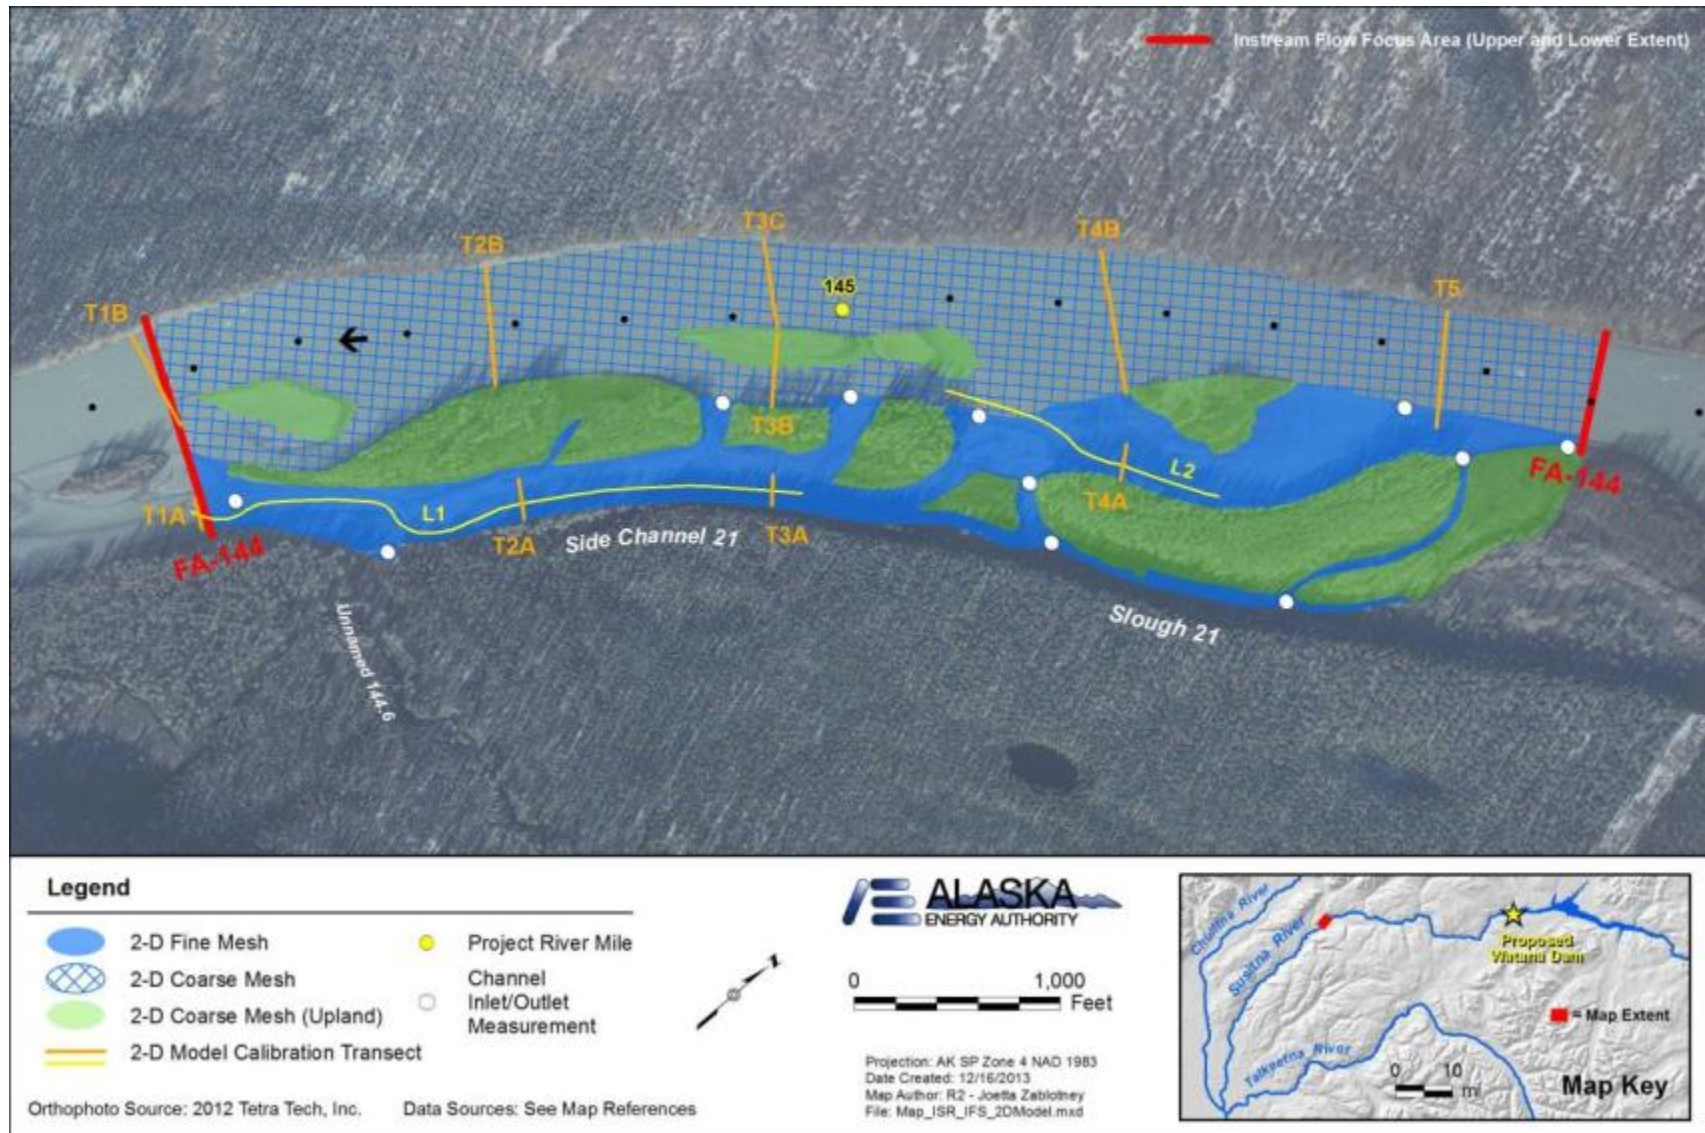 Instream Flow Focus Area (Upper and Lower Extent)
T3C
T2B
T4B
145
T5
T1B
T3B
L2
FA-144
T4A
T1A
L1
T2A
Side Channel 21
T3A
FA-144
Slough 21
Unnamed 144.6
Legend
2-D Fine Mesh
2-D Coarse Mesh
2-D Coarse Mesh (Upland)
2-D Model Calibration Transect
Project River Mile
Channel
Inlet/Outlet
Measurement
Orthophoto Source: 2012 Tetra Tech, Inc.
Data Sources: See Map References
ALASKA
ENERGY AUTHORITY
0 1,000
Feet
Projection: AK SP Zone 4 NAD 1983
Date Created: 12/16/2013
Map Author: R2 - Joetta Zablotney
File: Map_ISR_IFS_2DModel.mxd
Chulitna River
Susitna River
Proposed
Watana Dam
= Map Extent
Talkeetna River
0 10
mi
Map Key